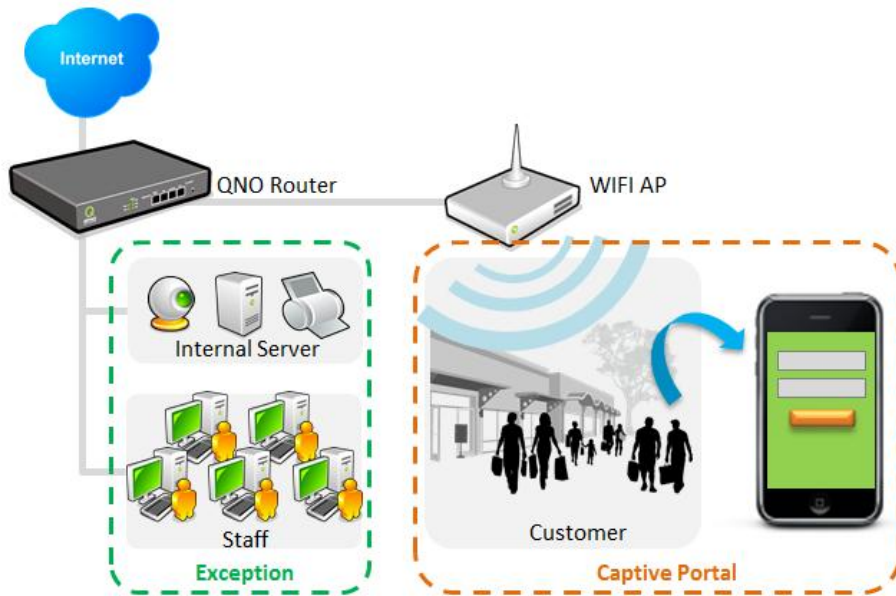 Internet
QNO Router
WIFI AP
Internal Server
Staff
Exception
Customer
Captive Portal